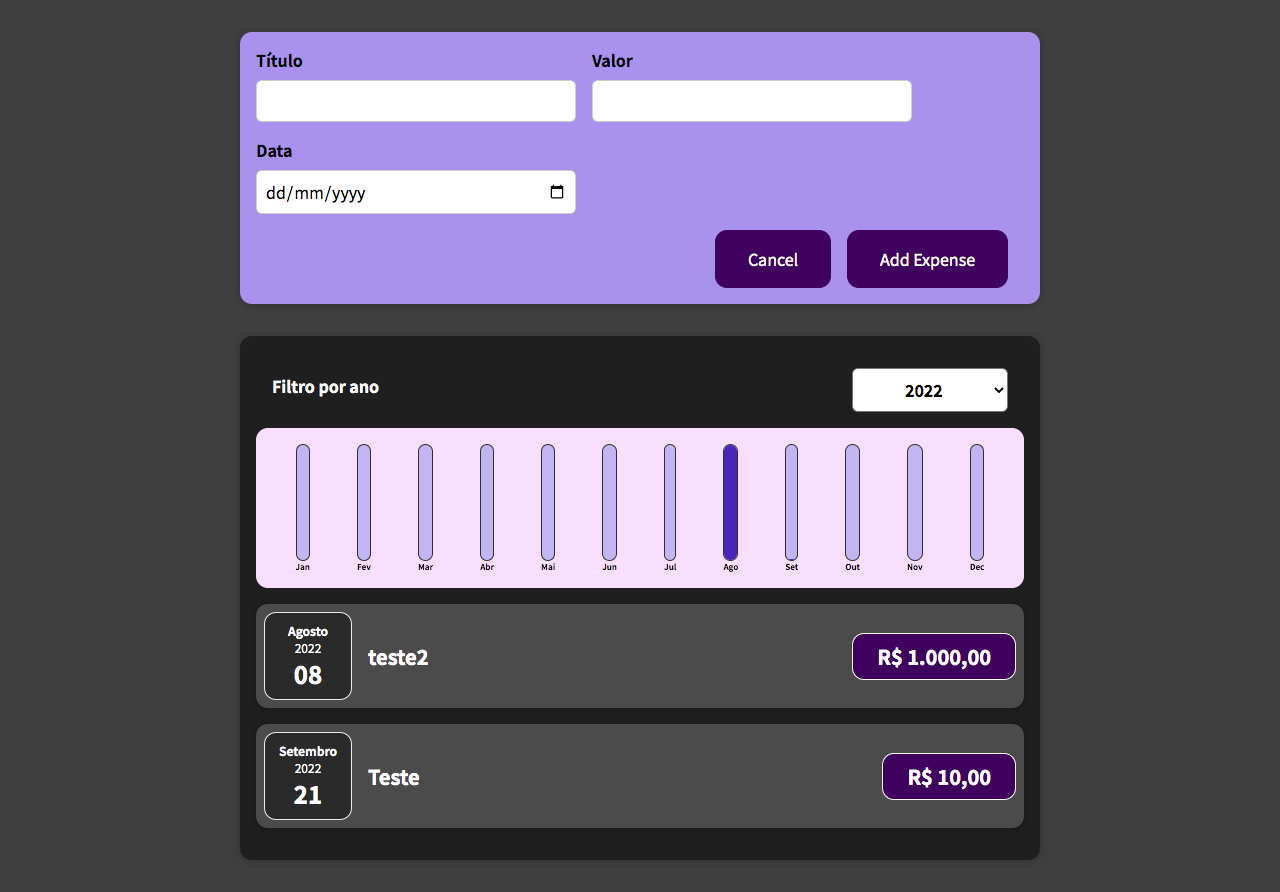 Título
Valor
Data
dd/mm/yyyy
Cancel
Add Expense
Filtro por ano
2022
Jan Fev Mar Abr Mai Jun Jul Ago Set Out Nov Dec
Agosto
2022
08
teste2
R$ 1.000,00
Setembro
2022
21
Teste
R$ 10,00